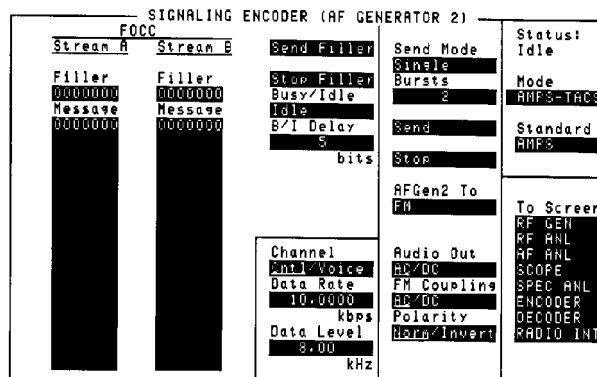 SIGNALING ENCODER (AF GENERATOR 2)
FOCC
Stream A
Stream B
Filler
0000000
Message
0000000
Filler
0000000
Message
0000000
Send Filler
Stop Filler
Busy/Idle
Idle
B/I Delay
5
bits
Channel
Cntl/Voice
Data Rate
10.0000
kbps
Data Level
8.00
kHz
Send Mode
Single
Bursts
2
Send
Stop
AFGen2 To
FM
Audio Out
AC/DC
FM Coupling
AC/DC
Polarity
Norm/Invert
Status:
Idle
Mode
AMPS-TACS
Standard
AMPS
To Screen
RF GEN
RF ANL
AF ANL
SCOPE
SPEC ANL
ENCODER
DECODER
RADIO INT